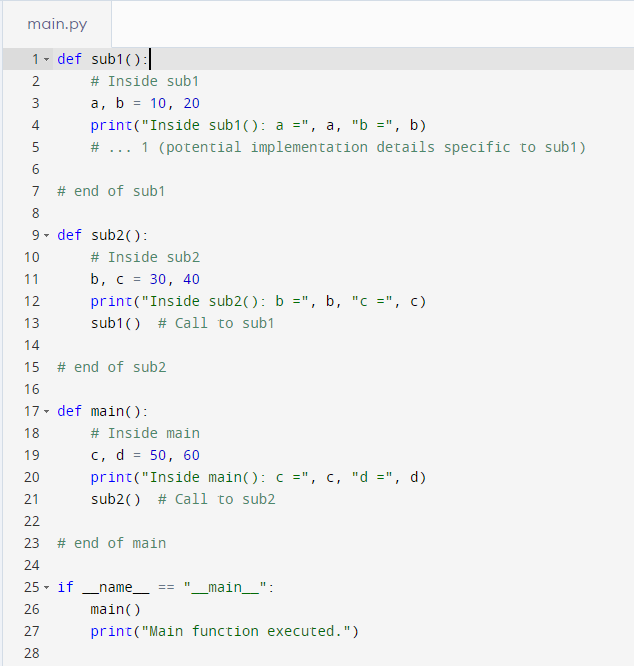 main.py
1 def sub1():
2     # Inside sub1
3     a, b = 10, 20
4     print("Inside sub1(): a =", a, "b =", b)
5     # ... 1 (potential implementation details specific to sub1)
6
7 # end of sub1
8
9 def sub2():
10     # Inside sub2
11     b, c = 30, 40
12     print("Inside sub2(): b =", b, "c =", c)
13     sub1()  # Call to sub1
14
15 # end of sub2
16
17 def main():
18     # Inside main
19     c, d = 50, 60
20     print("Inside main(): c =", c, "d =", d)
21     sub2()  # Call to sub2
22
23 # end of main
24
25 if __name__ == "__main__":
26     main()
27     print("Main function executed.")
28